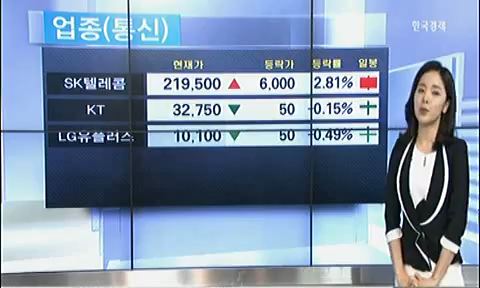 업종(통신)
한국경제
현재가 등락가 등락률 일봉
SK텔레콤 219,500 ▲ 6,000 2.81%
KT 32,750 ▼ 50 -0.15%
LG유플러스 10,100 ▼ 50 -0.49%